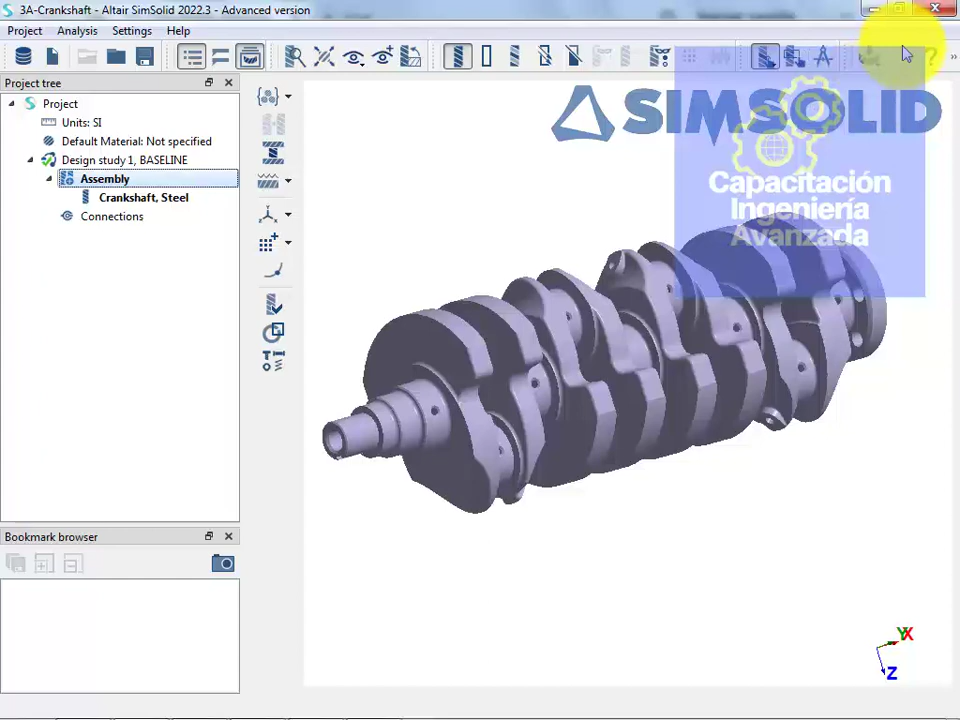 3A-Crankshaft - Altair SimSolid 2022.3 - Advanced version
Project Analysis Settings Help
Project tree
Project
Units: SI
Default Material: Not specified
Design study 1, BASELINE
Assembly
Crankshaft, Steel
Connections
SIMSOLID
Capacitación
Ingeniería
Avanzada
Bookmark browser
Y X
Z